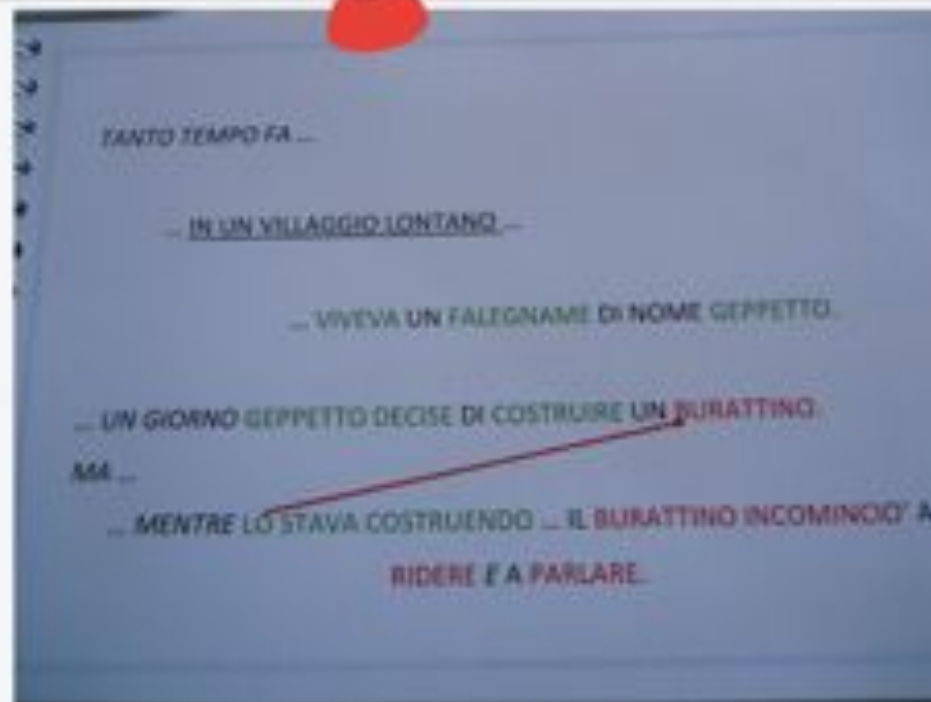 TANTO TEMPO FA ...
... IN UN VILLAGGIO LONTANO ...
... VIVEVA UN FALEGNAME DI NOME GEPPETTO.
... UN GIORNO GEPPETTO DECISE DI COSTRUIRE UN BURATTINO.
MA ...
... MENTRE LO STAVA COSTRUENDO ... IL BURATTINO INCOMINCIO' A
RIDERE E A PARLARE.